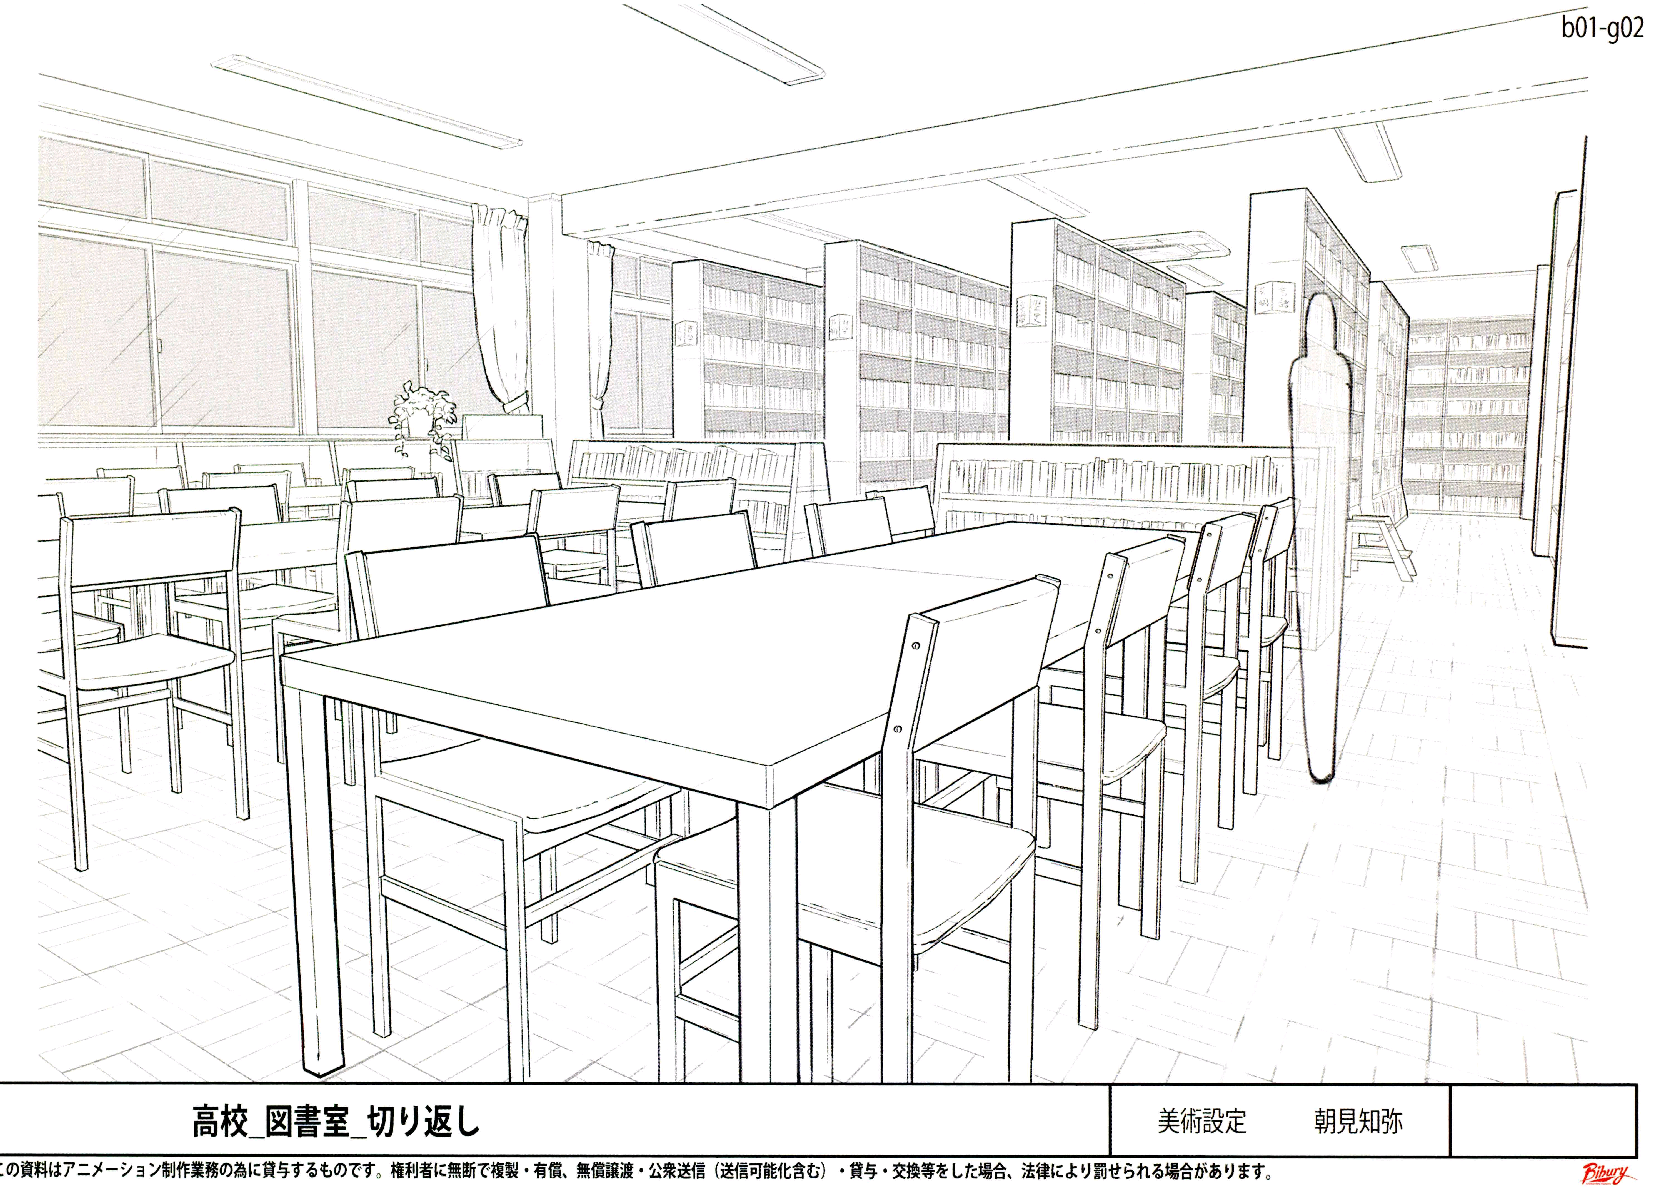 b01-g02
高校_図書室_切り返し
美術設定 朝見知弥
この資料はアニメーション制作業務の為に貸与するものです。権利者に無断で複製・有償、無償譲渡・公衆送信（送信可能化含む）・貸与・交換等をした場合、法律により罰せられる場合があります。
Bibury